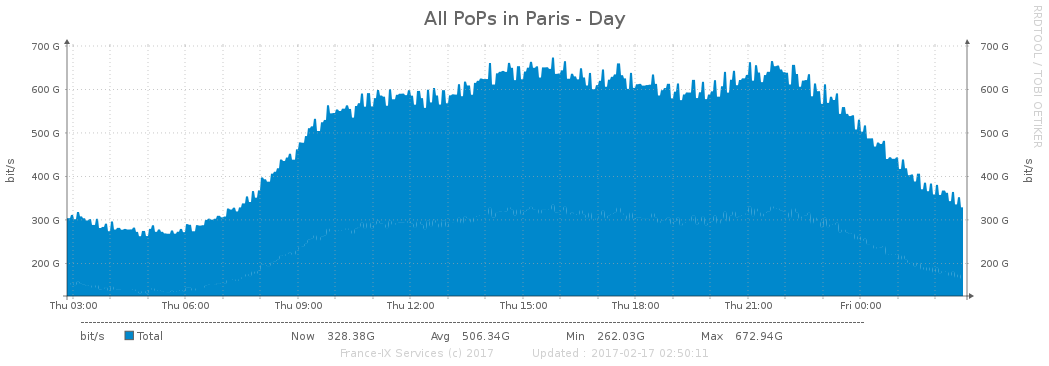 All PoPs in Paris - Day
RRDTOOL / TOBI OETIKER
700 G 700 G
600 G 600 G
500 G 500 G
400 G 400 G
300 G 300 G
200 G 200 G
bit/s bit/s
Thu 03:00 Thu 06:00 Thu 09:00 Thu 12:00 Thu 15:00 Thu 18:00 Thu 21:00 Fri 00:00
bit/s Total Now 328.38G Avg 506.34G Min 262.03G Max 672.94G
France-IX Services (c) 2017 Updated : 2017-02-17 02:50:11